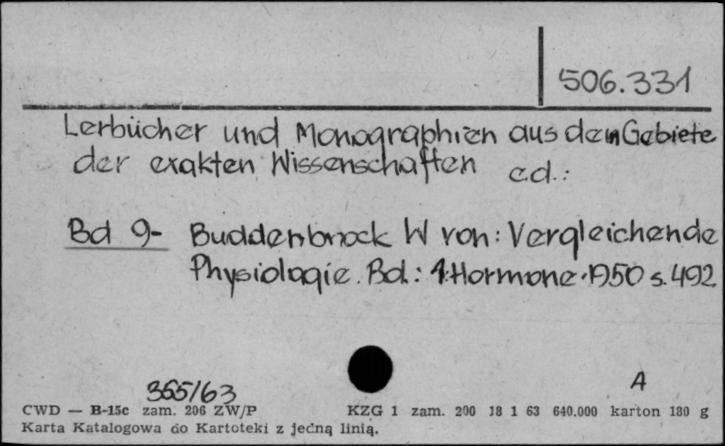 506.331
Lerbücher und Monographien aus dem Gebiete
der exakten Wissenschaften cd.:
Bd 9- Buddenbrock W von: Vergleichende
Physiologie. Bd.: 1: Hormone. 1950 s. 492
355/63
A
CWD — B-15c zam. 206 ZW/P KZG 1 zam. 200 18 1 63 640.000 karton 180 g
Karta Katalogowa do Kartoteki z jedną linią.